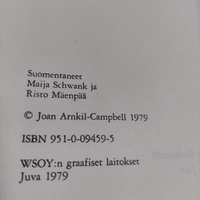 Suomentaneet
Maija Schwank ja
Risto Mäenpää
© Joan Arnkil-Campbell 1979
ISBN 951-0-09459-5
WSOY:n graafiset laitokset
Juva 1979